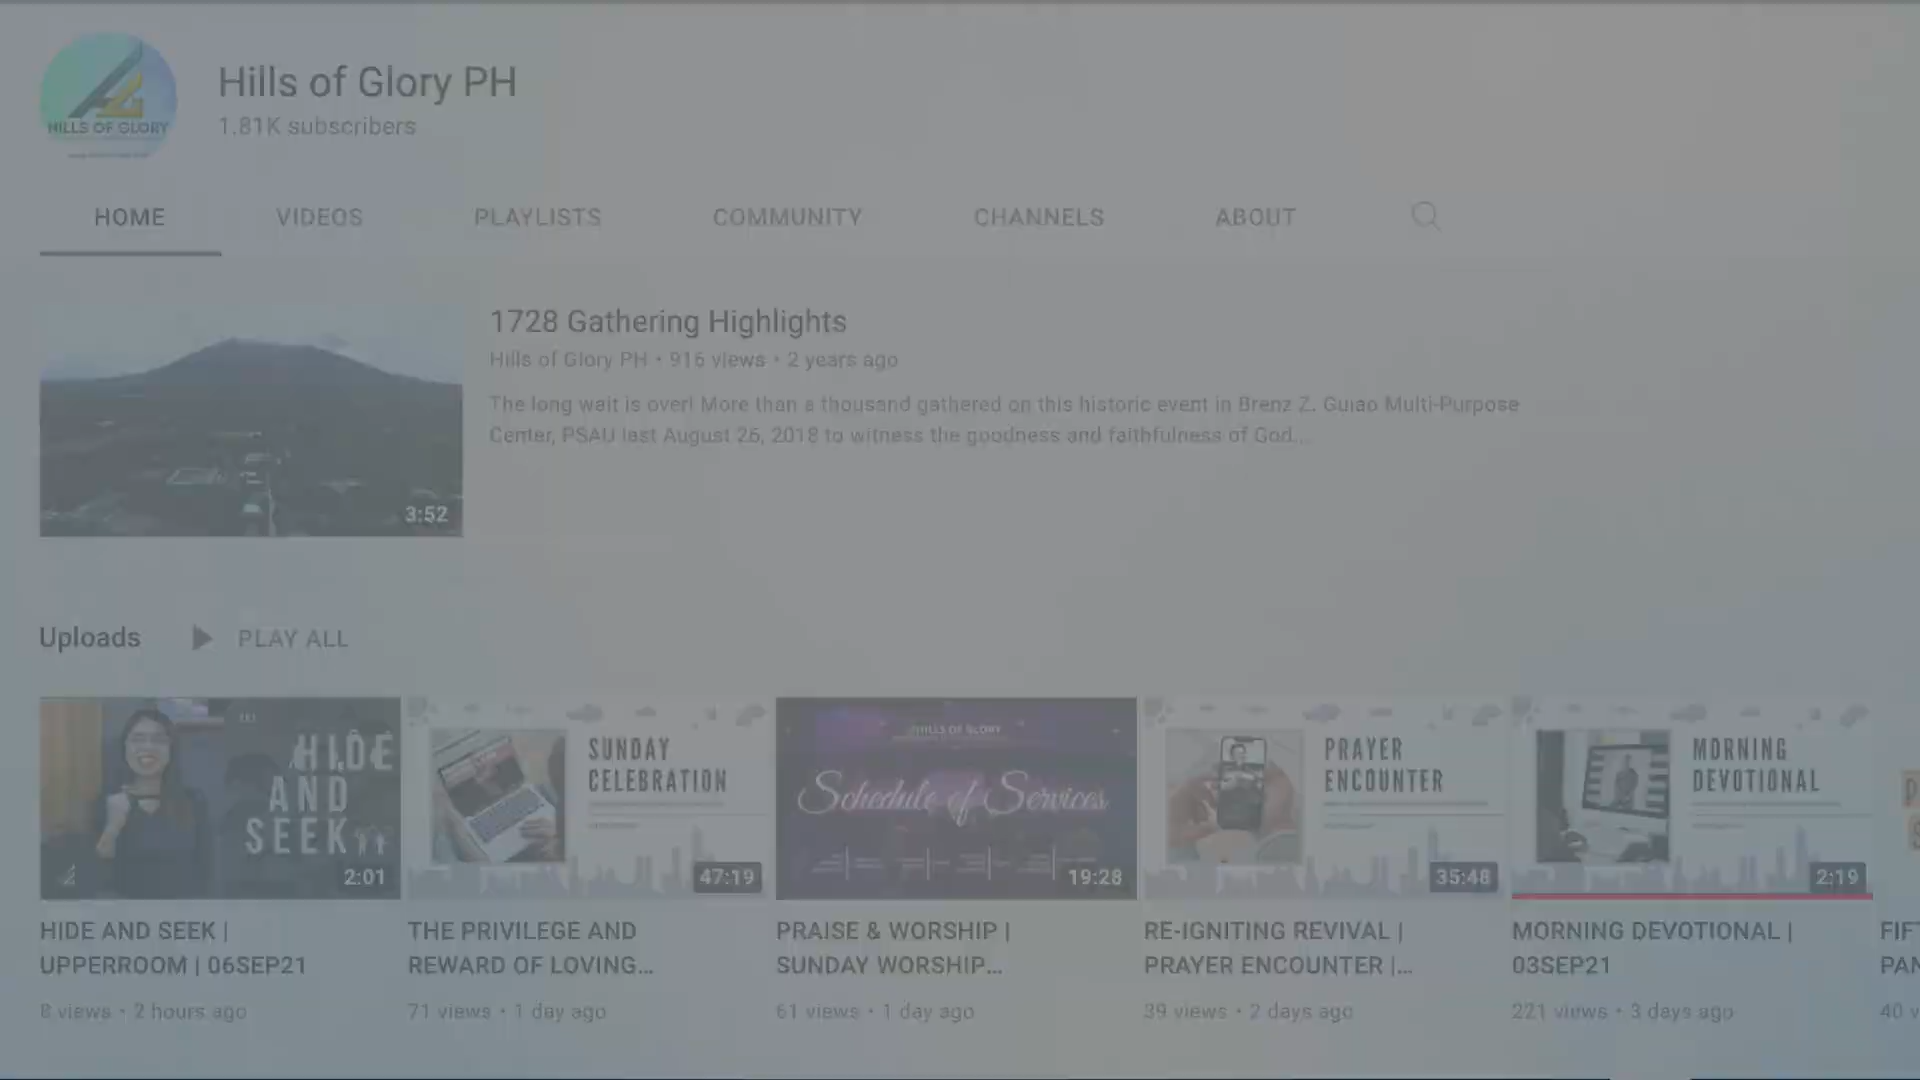 HILLS OF GLORY
Hills of Glory PH
1.81K subscribers
HOME
VIDEOS
PLAYLISTS
COMMUNITY
CHANNELS
ABOUT
1728 Gathering Highlights
Hills of Glory PH • 916 views • 2 years ago
The long wait is over! More than a thousand gathered on this historic event in Brenz Z. Guiao Multi-Purpose
Center, PSAU last August 26, 2018 to witness the goodness and faithfulness of God...
3:52
Uploads
PLAY ALL
HIDE
AND
SEEK
2:01
SUNDAY
CELEBRATION
47:19
HILLS OF GLORY
Schedule of Services
19:28
PRAYER
ENCOUNTER
35:48
MORNING
DEVOTIONAL
2:19
HIDE AND SEEK |
UPPERROOM | 06SEP21
8 views • 2 hours ago
THE PRIVILEGE AND
REWARD OF LOVING...
71 views • 1 day ago
PRAISE & WORSHIP |
SUNDAY WORSHIP...
61 views • 1 day ago
RE-IGNITING REVIVAL |
PRAYER ENCOUNTER |...
39 views • 2 days ago
MORNING DEVOTIONAL |
03SEP21
221 views • 3 days ago
FIF
PAN
40 v